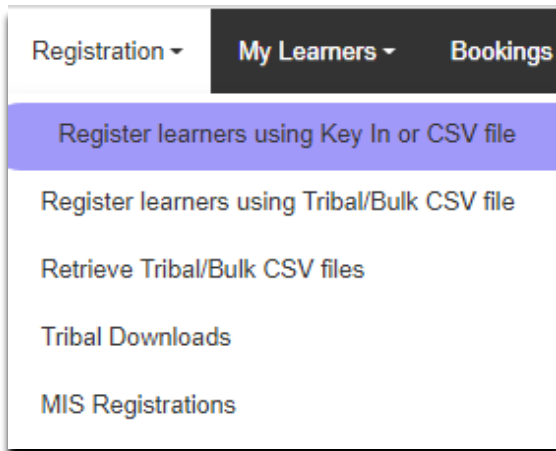 Registration My Learners Bookings
Register learners using Key In or CSV file
Register learners using Tribal/Bulk CSV file
Retrieve Tribal/Bulk CSV files
Tribal Downloads
MIS Registrations